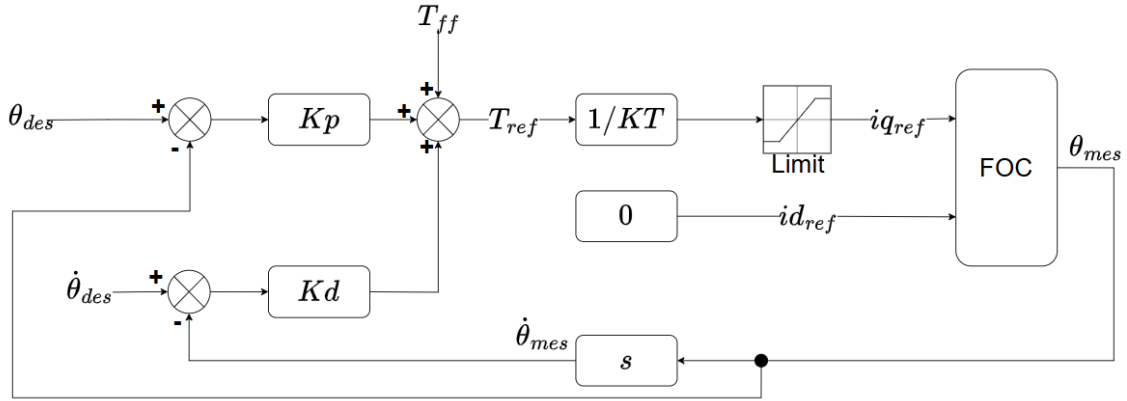 T_ff
θ_des + - Kp + + + T_ref 1/KT Limit iq_ref FOC θ_mes
0 id_ref
θ̇_des + - Kd
θ̇_mes s